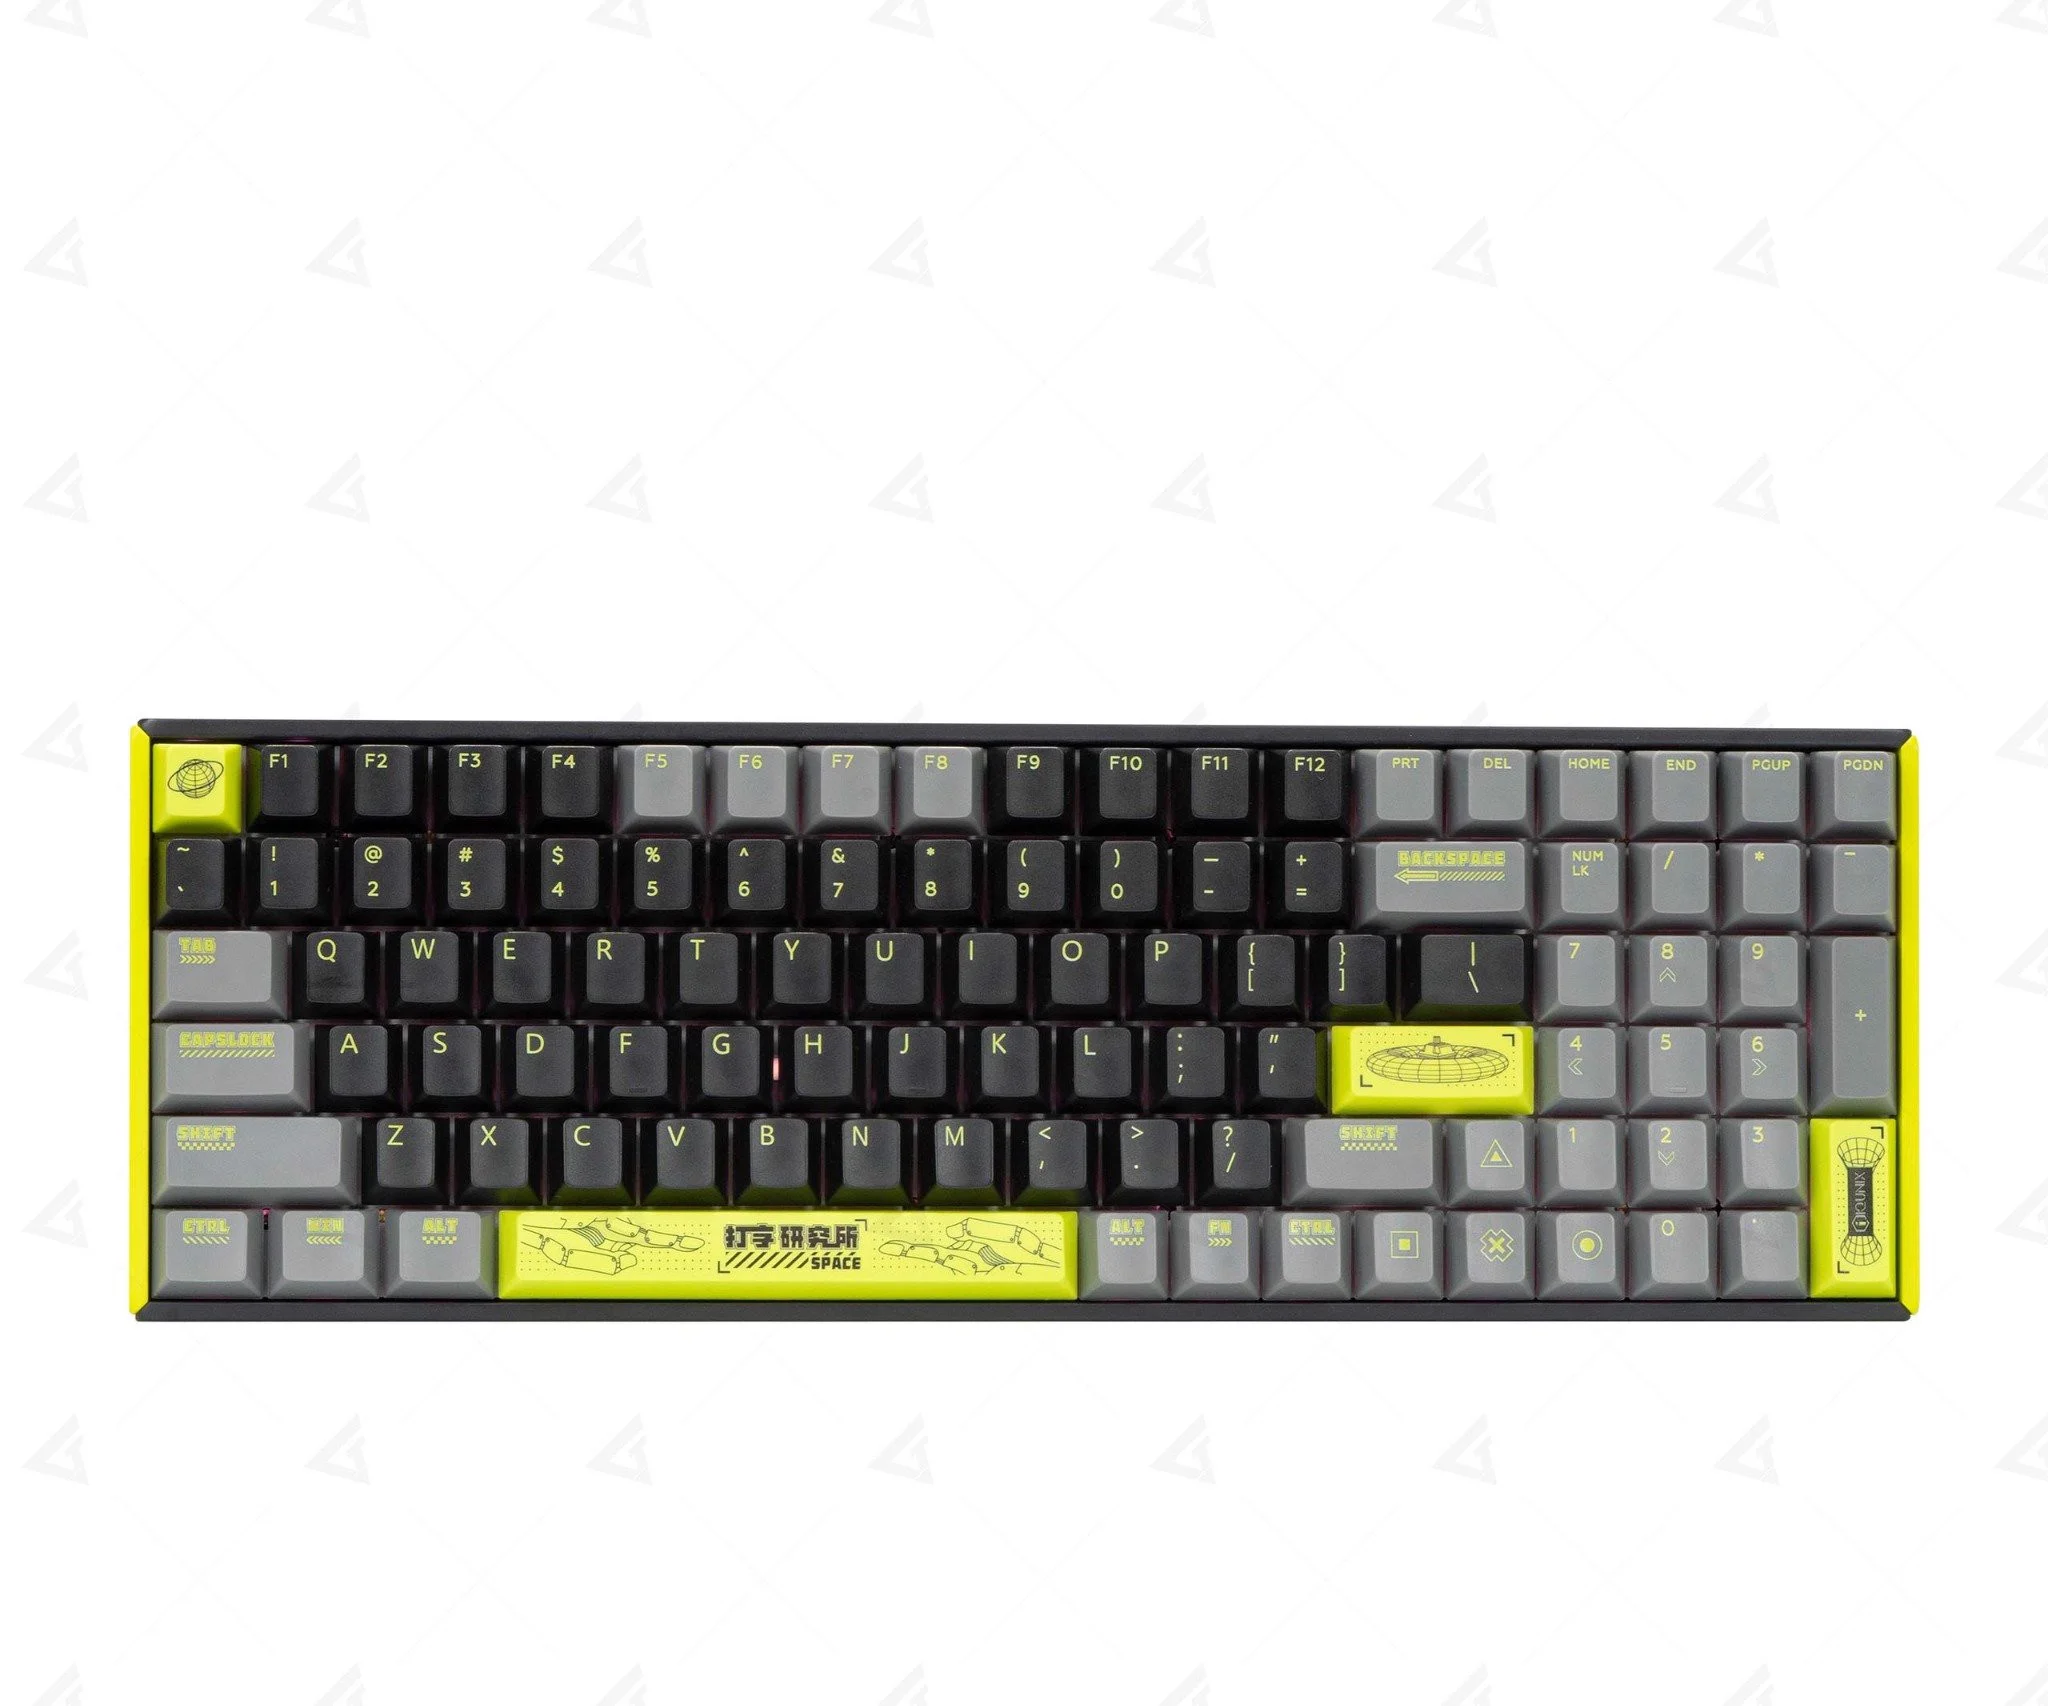 F1 F2 F3 F4 F5 F6 F7 F8 F9 F10 F11 F12 PRT DEL HOME END PGUP PGDN
~ ! @ # $ % ^ & * ( ) — + BACKSPACE NUM / * −
` 1 2 3 4 5 6 7 8 9 0 - = LK
TAB Q W E R T Y U I O P { } | 7 8 9
[ ] \ +
CAPSLOCK A S D F G H J K L : " 4 5 6
; '
SHIFT Z X C V B N M < > ? SHIFT 1 2 3
, . /
CTRL WIN ALT 打字研究所 ALT FN CTRL 0 .
SPACE